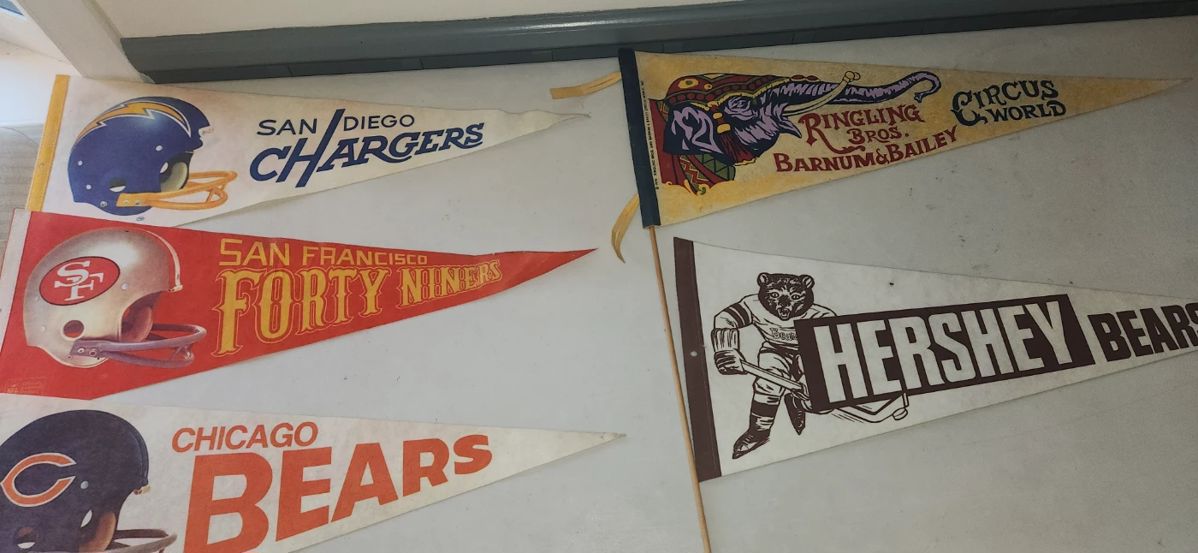 SAN DIEGO
CHARGERS
SF
SAN FRANCISCO
FORTY NINERS
CHICAGO
BEARS
C
RINGLING
BROS.
BARNUM & BAILEY
CIRCUS
WORLD
HERSHEY BEARS